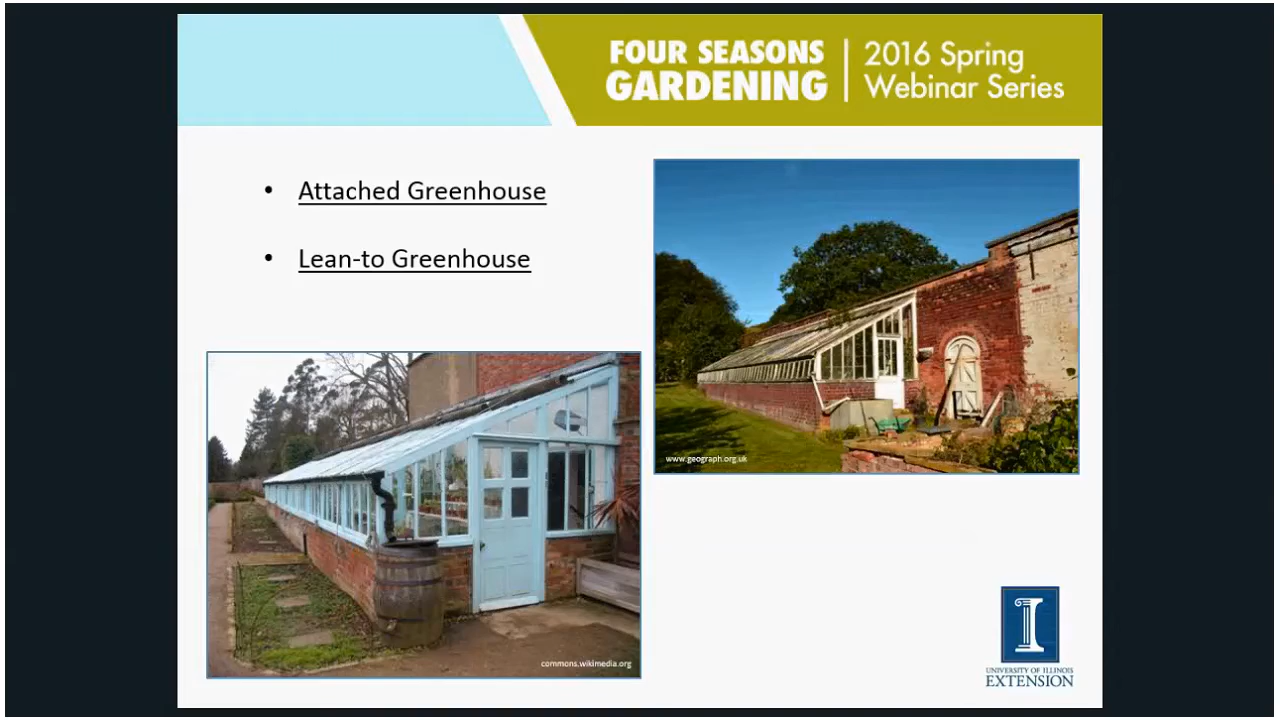 FOUR SEASONS
GARDENING
2016 Spring
Webinar Series
• Attached Greenhouse
• Lean-to Greenhouse
www.geograph.org.uk
commons.wikimedia.org
I
UNIVERSITY OF ILLINOIS
EXTENSION